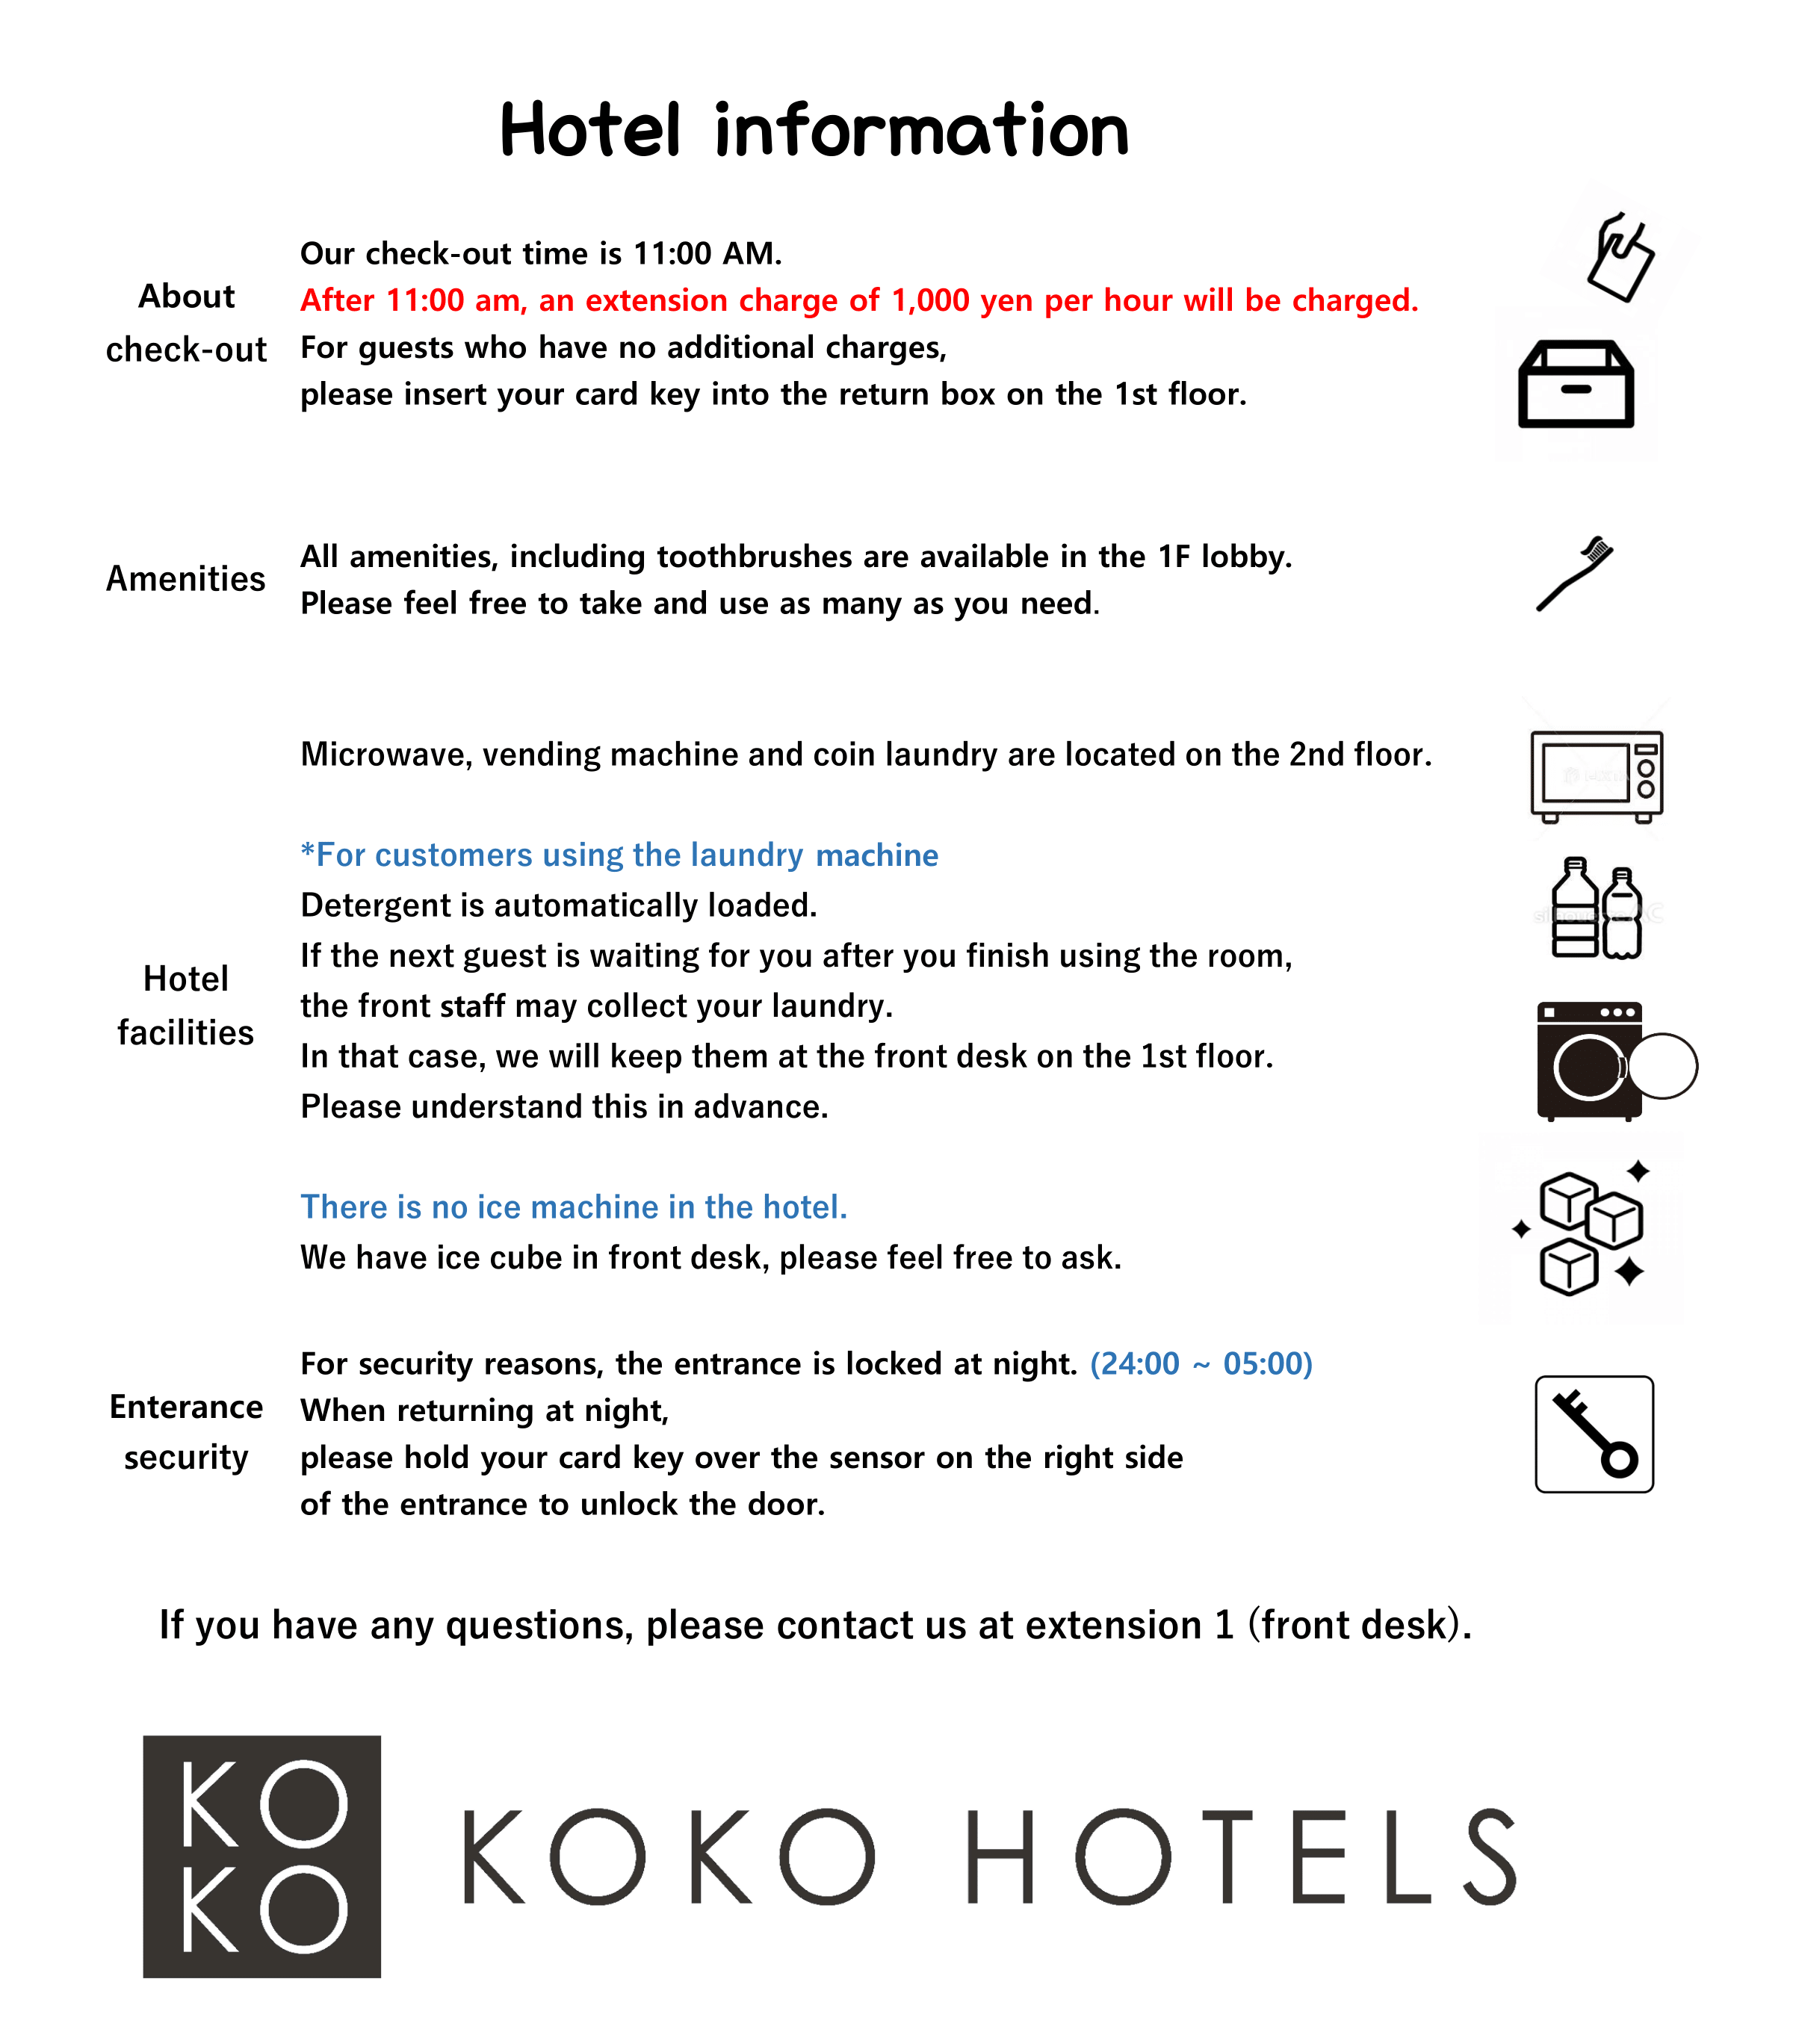 Hotel information
About
check-out
Our check-out time is 11:00 AM.
After 11:00 am, an extension charge of 1,000 yen per hour will be charged.
For guests who have no additional charges,
please insert your card key into the return box on the 1st floor.
Amenities
All amenities, including toothbrushes are available in the 1F lobby.
Please feel free to take and use as many as you need.
Hotel
facilities
Microwave, vending machine and coin laundry are located on the 2nd floor.
*For customers using the laundry machine
Detergent is automatically loaded.
If the next guest is waiting for you after you finish using the room,
the front staff may collect your laundry.
In that case, we will keep them at the front desk on the 1st floor.
Please understand this in advance.
There is no ice machine in the hotel.
We have ice cube in front desk, please feel free to ask.
Enterance
security
For security reasons, the entrance is locked at night. (24:00 ~ 05:00)
When returning at night,
please hold your card key over the sensor on the right side
of the entrance to unlock the door.
If you have any questions, please contact us at extension 1 (front desk).
KO
KO
KOKO HOTELS